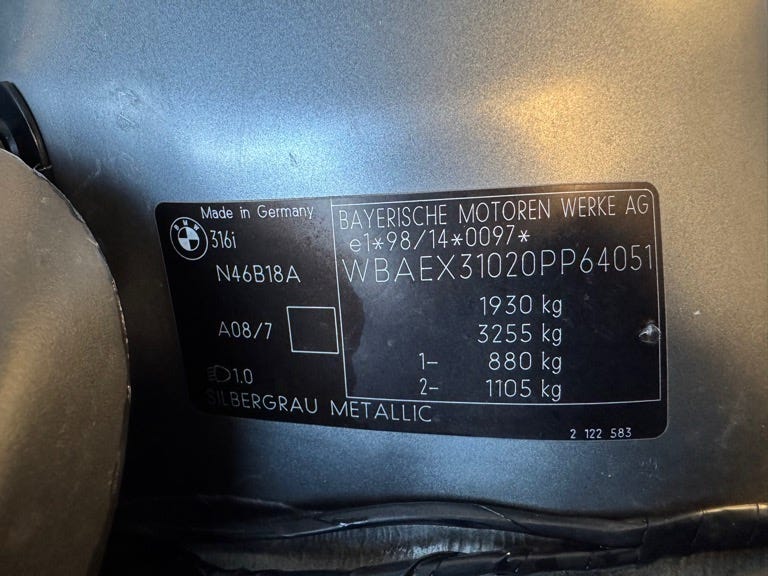 Made in Germany
BMW
316i
N46B18A
A08/7
1.0
SILBERGRAU METALLIC
BAYERISCHE MOTOREN WERKE AG
e1*98/14*0097*
WBAEX31020PP64051
1930 kg
3255 kg
1- 880 kg
2- 1105 kg
2 122 583